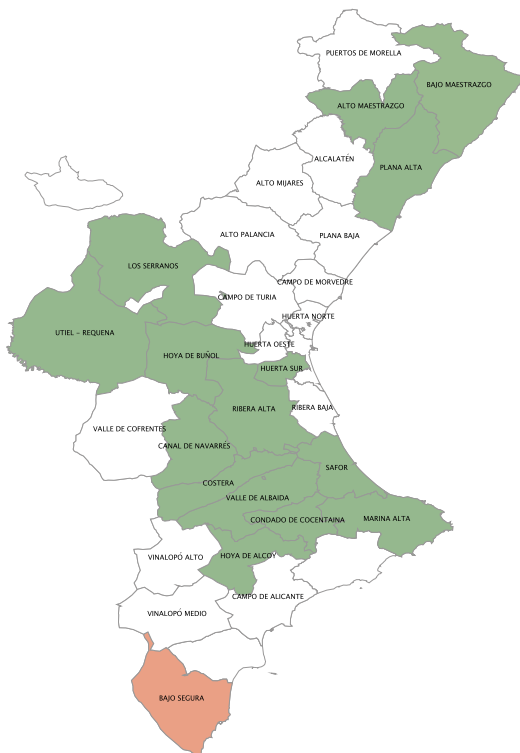 PUERTOS DE MORELLA
BAJO MAESTRAZGO
ALTO MAESTRAZGO
ALCALATÉN
PLANA ALTA
ALTO MIJARES
ALTO PALANCIA
PLANA BAJA
LOS SERRANOS
CAMPO DE MORVEDRE
CAMPO DE TURIA
HUERTA NORTE
UTIEL - REQUENA
HUERTA OESTE
HOYA DE BUÑOL
HUERTA SUR
RIBERA ALTA
RIBERA BAJA
VALLE DE COFRENTES
CANAL DE NAVARRÉS
SAFOR
COSTERA
VALLE DE ALBAIDA
CONDADO DE COCENTAINA
MARINA ALTA
HOYA DE ALCOY
VINALOPÓ ALTO
CAMPO DE ALICANTE
VINALOPÓ MEDIO
BAJO SEGURA